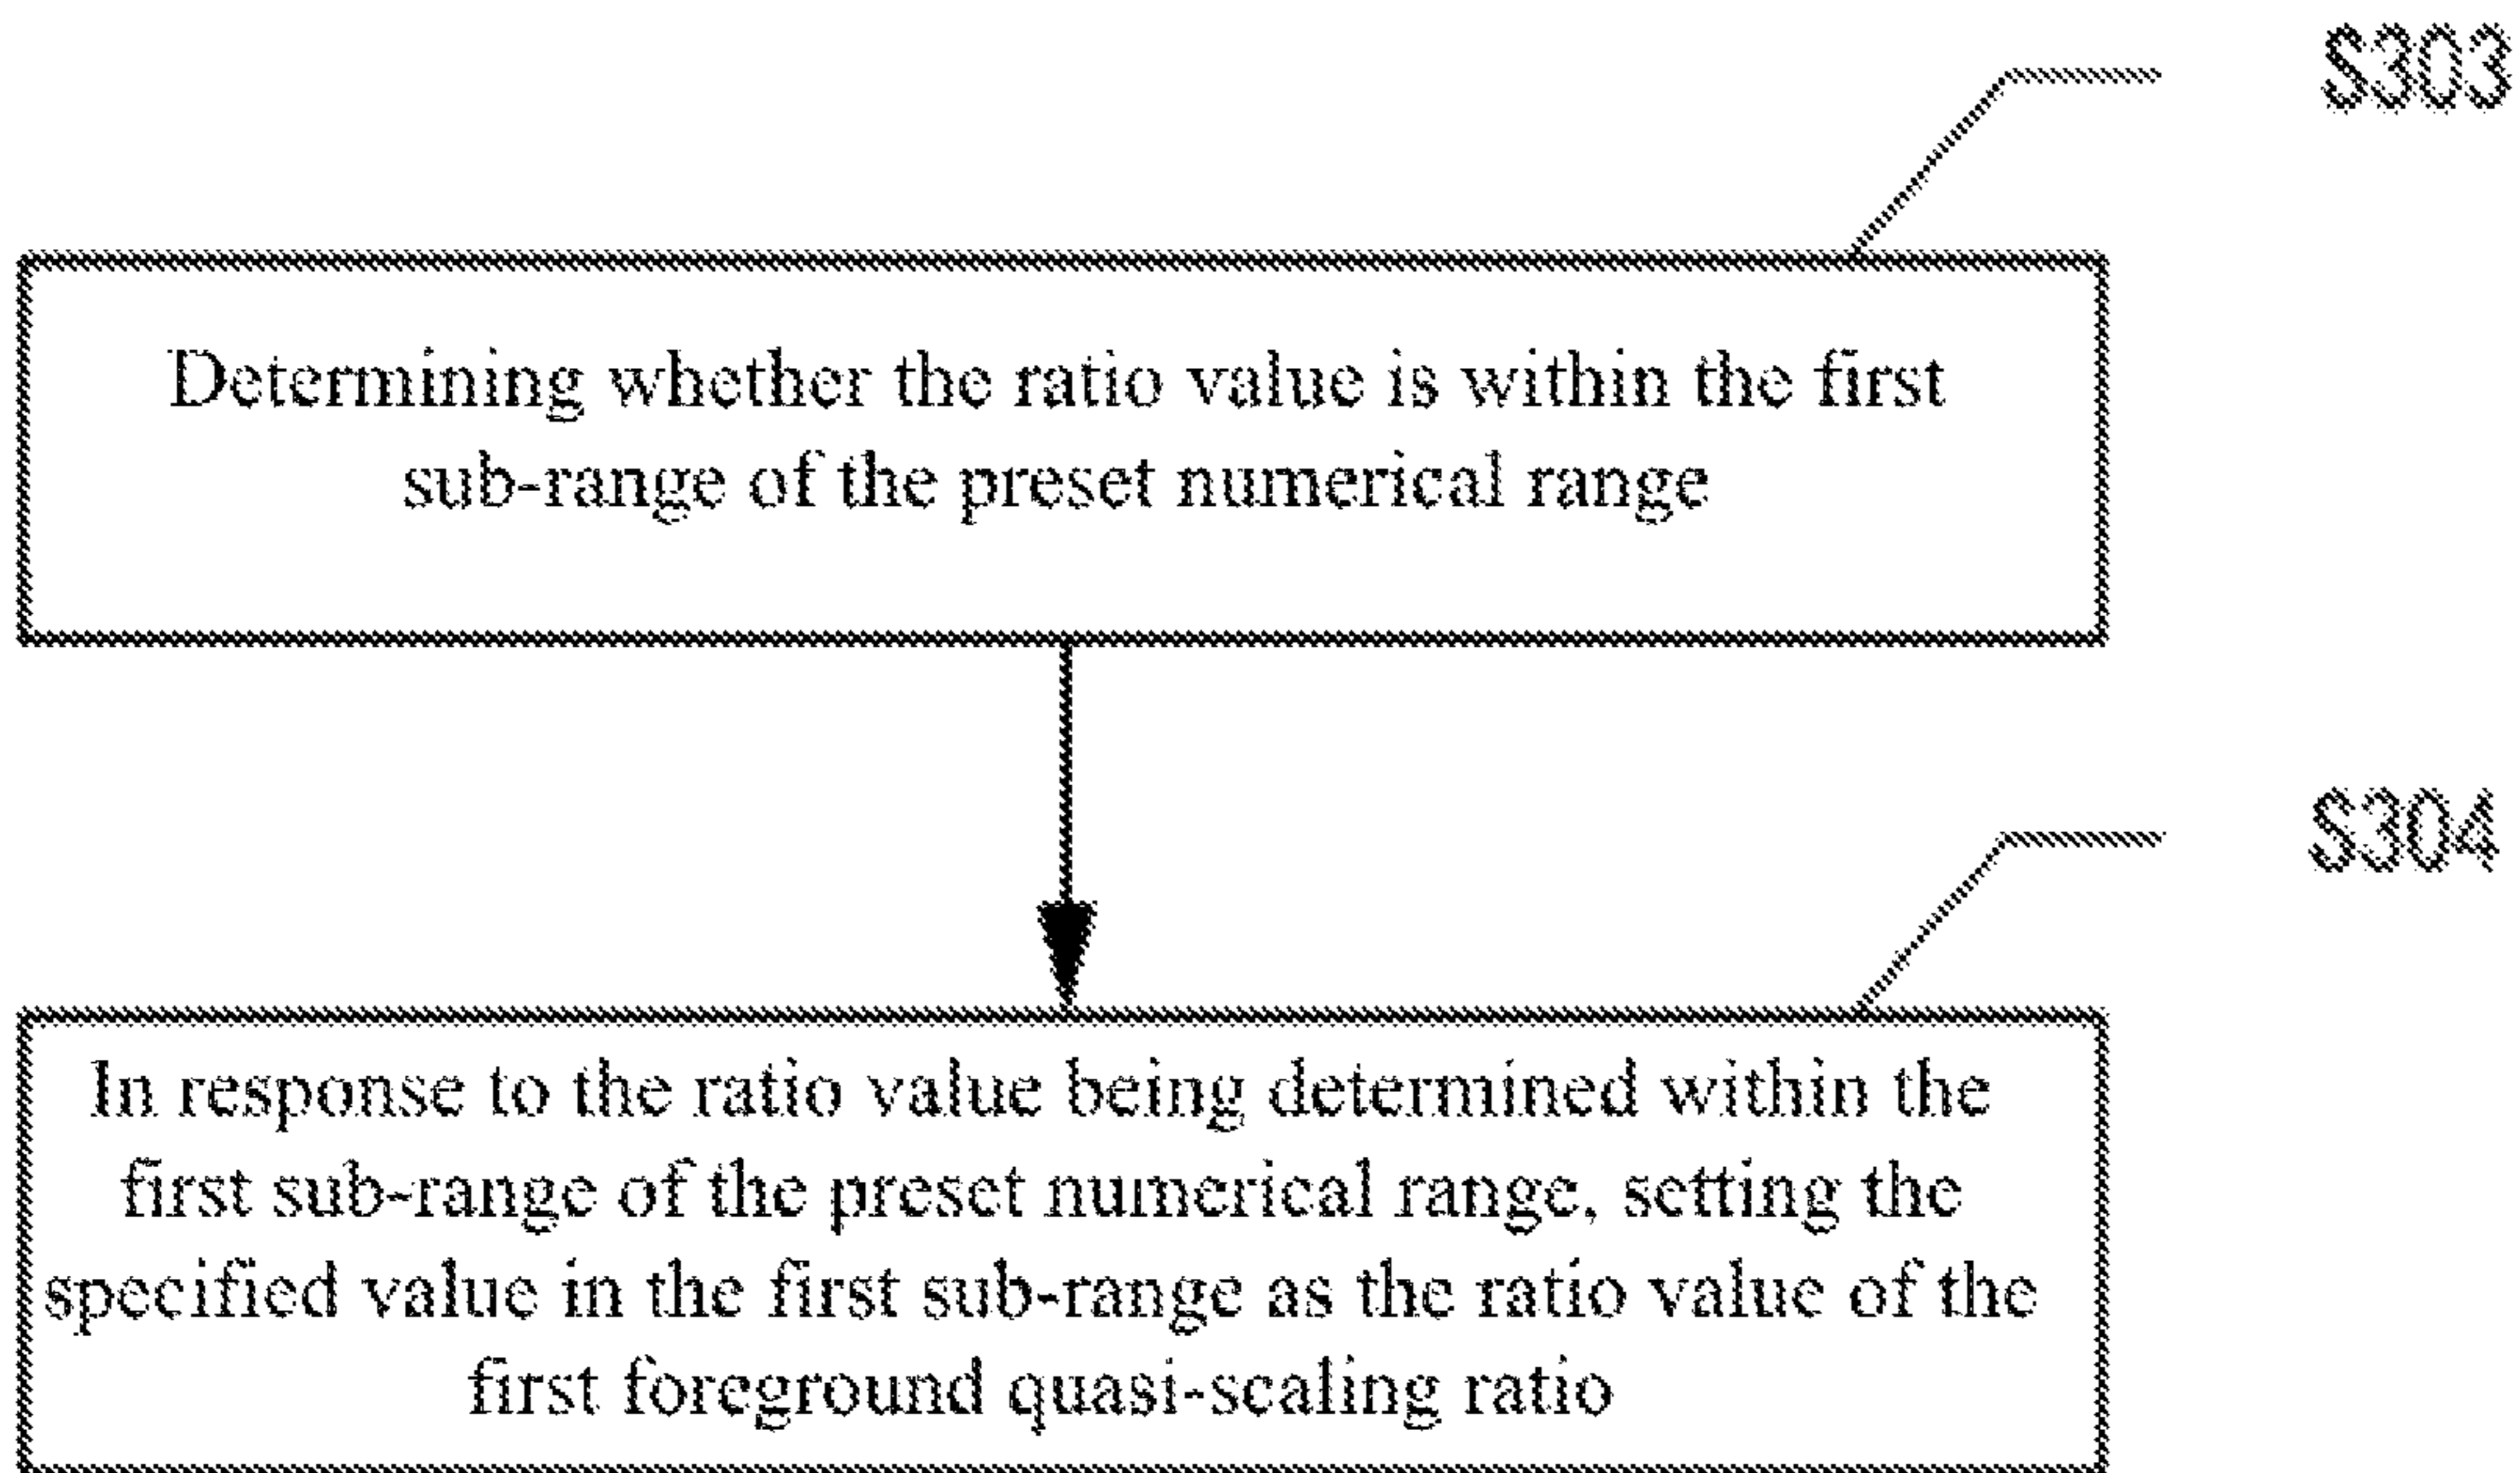 S303
Determining whether the ratio value is within the first
sub-range of the preset numerical range
S304
In response to the ratio value being determined within the
first sub-range of the preset numerical range, setting the
specified value in the first sub-range as the ratio value of the
first foreground quasi-scaling ratio